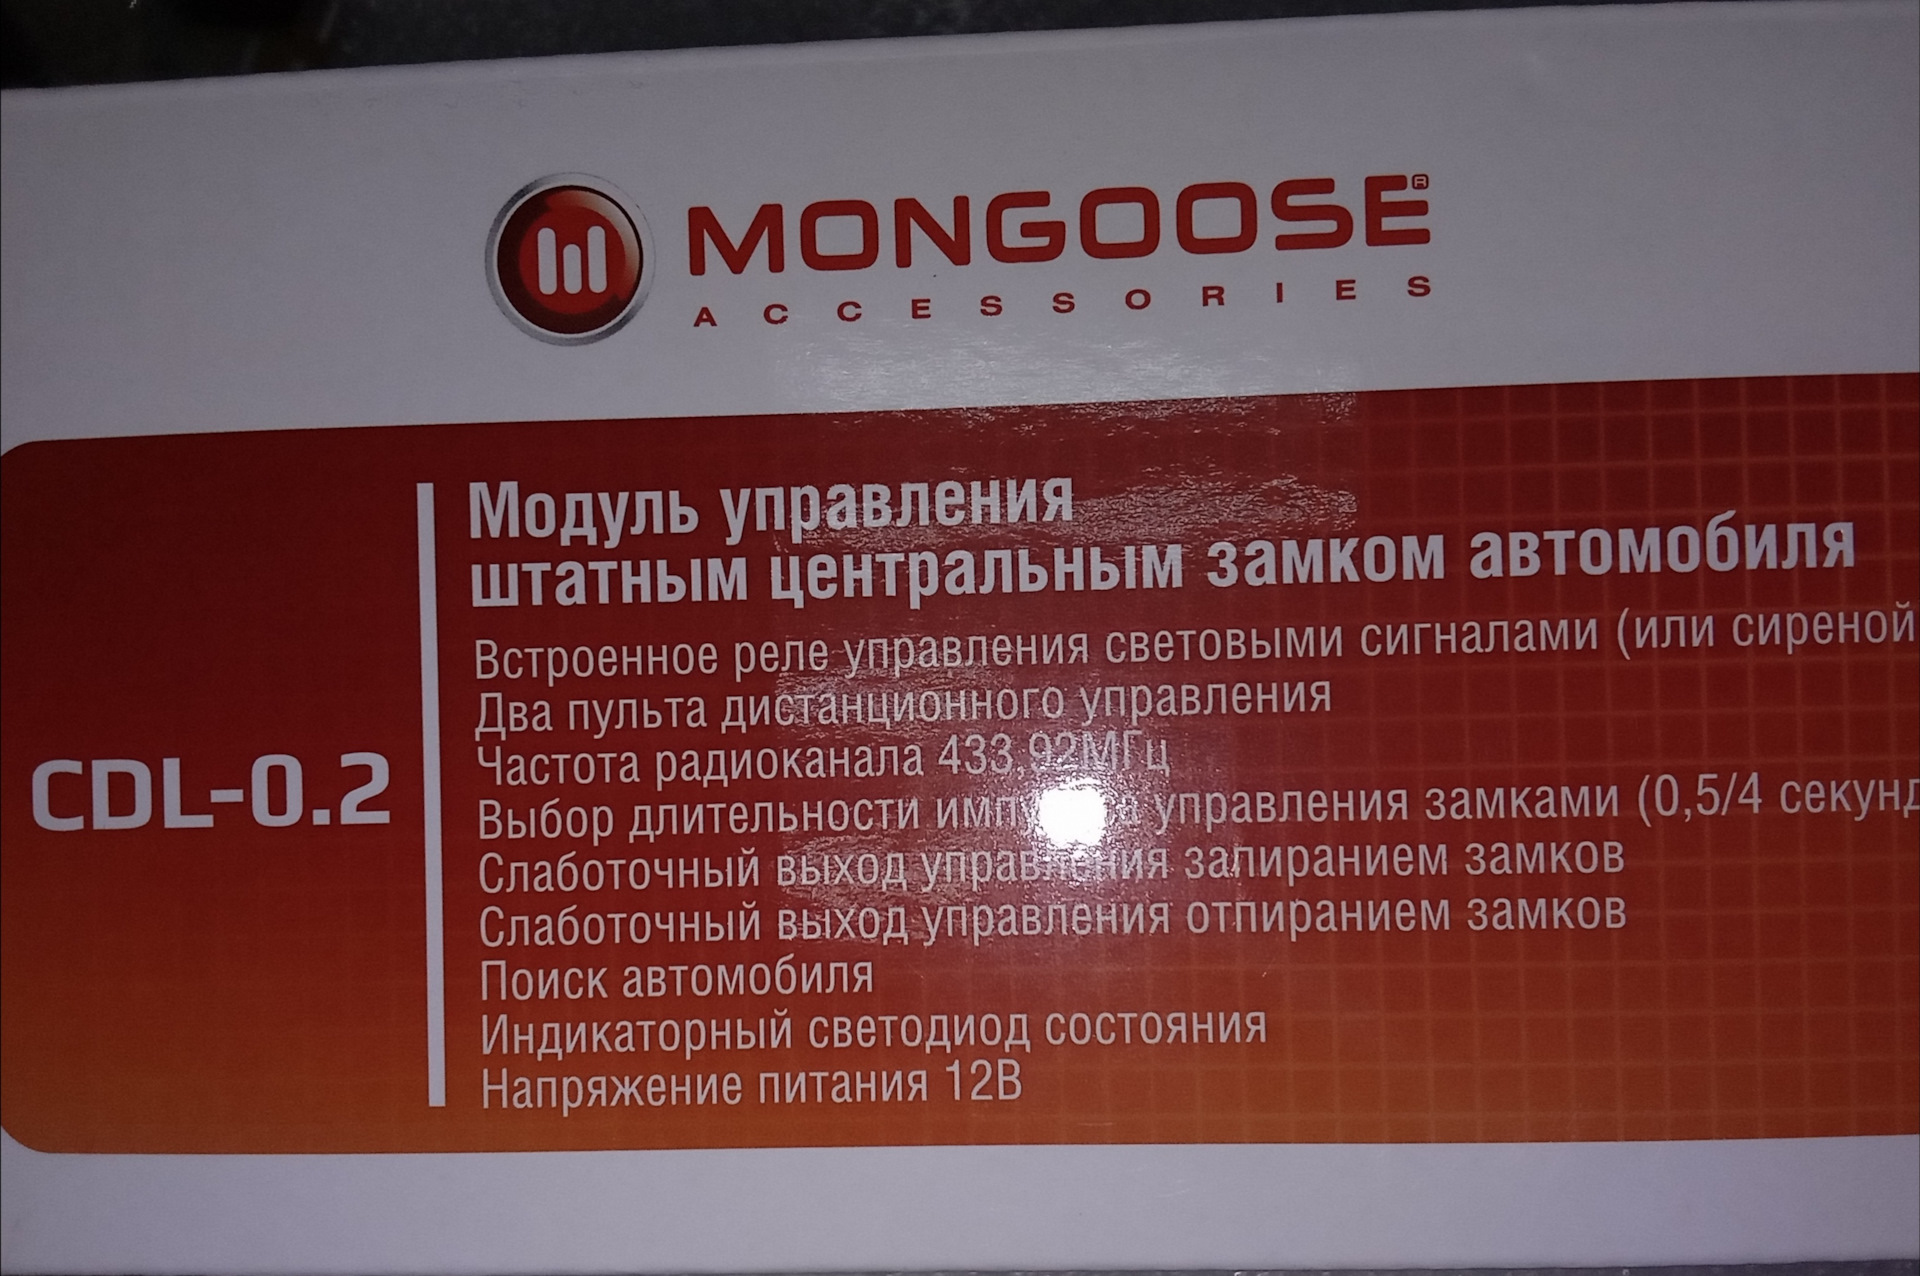 MONGOOSE®
ACCESSORIES
Модуль управления
штатным центральным замком автомобиля
Встроенное реле управления световыми сигналами (или сиреной
Два пульта дистанционного управления
Частота радиоканала 433,92МГц
CDL-0.2
Выбор длительности управления замками (0,5/4 секунд
Слаботочный выход управления запиранием замков
Слаботочный выход управления отпиранием замков
Поиск автомобиля
Индикаторный светодиод состояния
Напряжение питания 12В